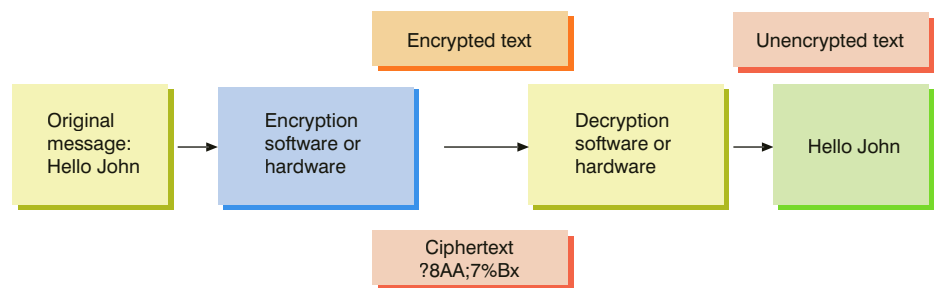 Encrypted text
Unencrypted text
Original
message:
Hello John
Encryption
software or
hardware
Decryption
software or
hardware
Hello John
Ciphertext
?8AA;7%Bx